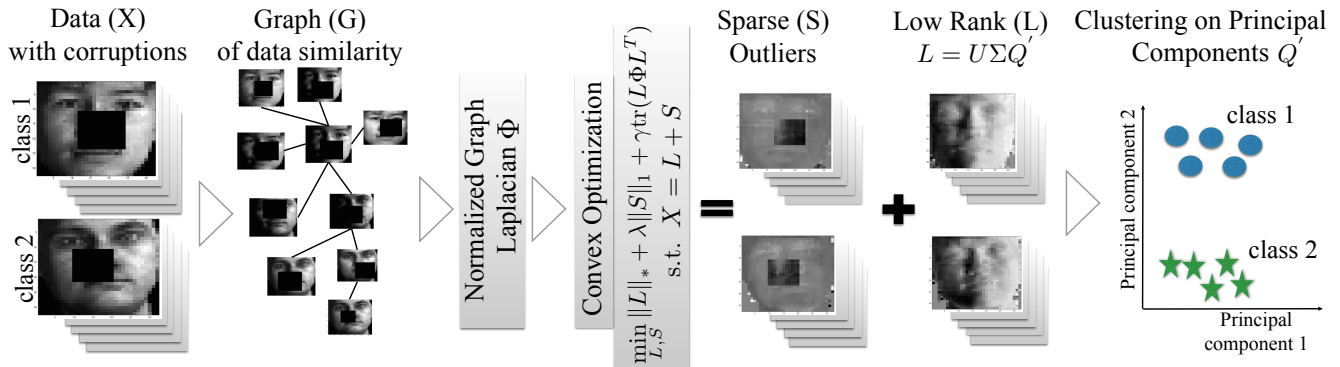 Data (X)
with corruptions
class 1
class 2
Graph (G)
of data similarity
Normalized Graph
Laplacian Φ
Convex Optimization
min ||L||_* + λ||S||_1 + γtr(LΦL^T)
L,S
s.t. X = L + S
=
Sparse (S)
Outliers
+
Low Rank (L)
L = UΣQ′
Clustering on Principal
Components Q′
Principal component 2
class 1
class 2
Principal
component 1